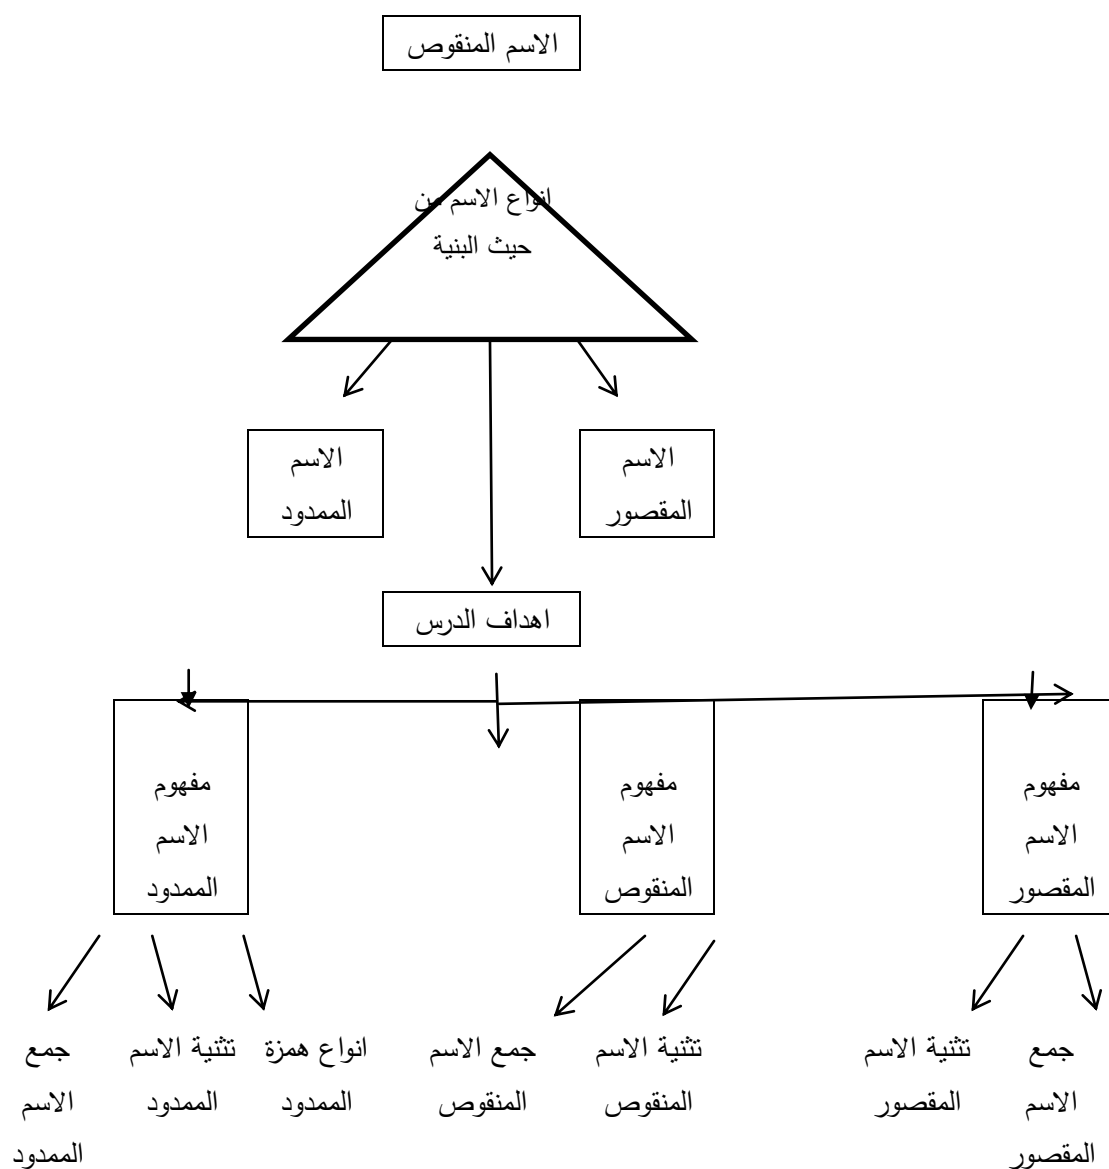 الاسم المنقوص
انواع الاسم من
حيث البنية
الاسم
المقصور
الاسم
الممدود
اهداف الدرس
مفهوم
الاسم
المقصور
مفهوم
الاسم
المنقوص
مفهوم
الاسم
الممدود
جمع
الاسم
المقصور
تثنية الاسم
المقصور
تثنية الاسم
المنقوص
جمع الاسم
المنقوص
انواع همزة
الممدود
تثنية الاسم
الممدود
جمع
الاسم
الممدود